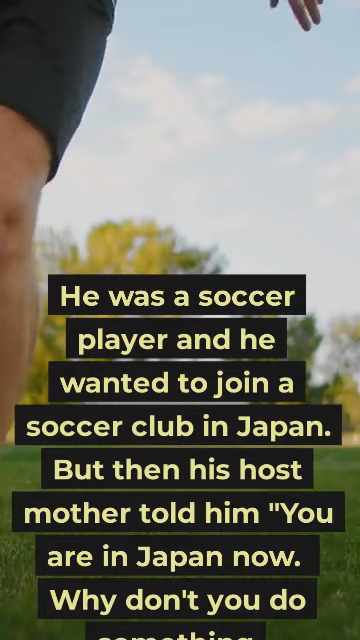 He was a soccer
player and he
wanted to join a
soccer club in Japan.
But then his host
mother told him "You
are in Japan now.
Why don't you do
something